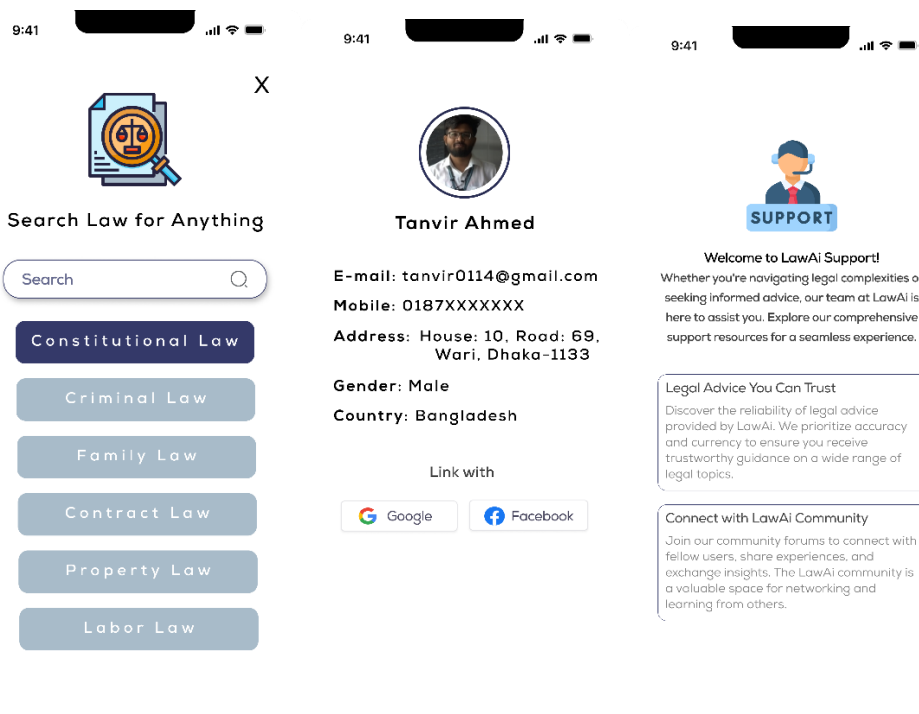 9:41
X
Search Law for Anything
Search
Constitutional Law
Criminal Law
Family Law
Contract Law
Property Law
Labor Law
9:41
Tanvir Ahmed
E-mail: tanvir0114@gmail.com
Mobile: 0187XXXXXXX
Address: House: 10, Road: 69,
Wari, Dhaka-1133
Gender: Male
Country: Bangladesh
Link with
Google
Facebook
9:41
SUPPORT
Welcome to LawAi Support!
Whether you're navigating legal complexities o
seeking informed advice, our team at LawAi is
here to assist you. Explore our comprehensive
support resources for a seamless experience.
Legal Advice You Can Trust
Discover the reliability of legal advice
provided by LawAi. We prioritize accuracy
and currency to ensure you receive
trustworthy guidance on a wide range of
legal topics.
Connect with LawAi Community
Join our community forums to connect with
fellow users, share experiences, and
exchange insights. The LawAi community is
a valuable space for networking and
learning from others.